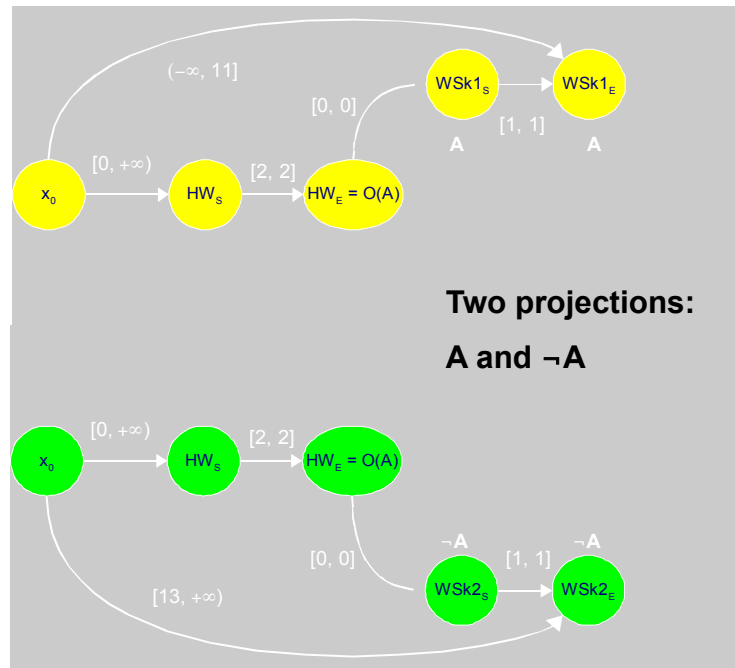 (−∞, 11]
WSk1S
WSk1E
[0, 0]
[1, 1]
A
A
[0, +∞)
[2, 2]
x0
HWS
HWE = O(A)
Two projections:
A and ¬A
[0, +∞)
[2, 2]
x0
HWS
HWE = O(A)
¬A
¬A
[0, 0]
[1, 1]
WSk2S
WSk2E
[13, +∞)